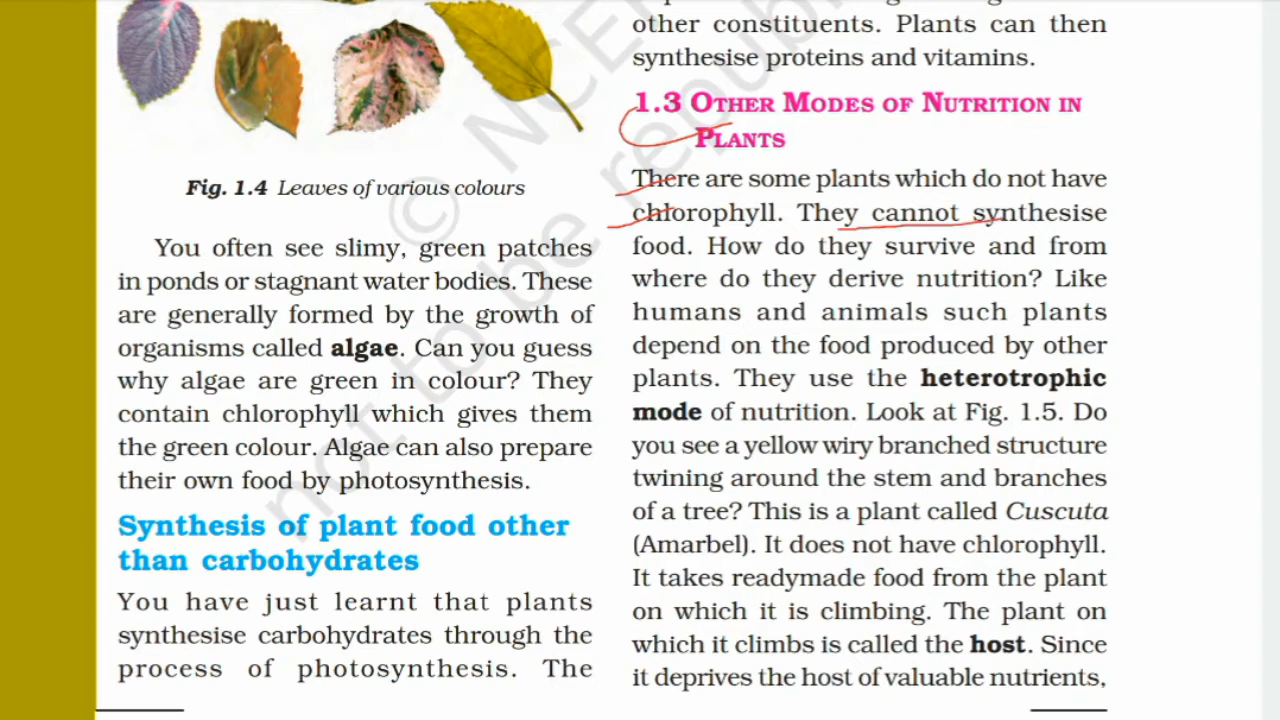 Fig. 1.4 Leaves of various colours
You often see slimy, green patches
in ponds or stagnant water bodies. These
are generally formed by the growth of
organisms called algae. Can you guess
why algae are green in colour? They
contain chlorophyll which gives them
the green colour. Algae can also prepare
their own food by photosynthesis.
Synthesis of plant food other
than carbohydrates
You have just learnt that plants
synthesise carbohydrates through the
process of photosynthesis. The
other constituents. Plants can then
synthesise proteins and vitamins.
1.3 OTHER MODES OF NUTRITION IN
PLANTS
There are some plants which do not have
chlorophyll. They cannot synthesise
food. How do they survive and from
where do they derive nutrition? Like
humans and animals such plants
depend on the food produced by other
plants. They use the heterotrophic
mode of nutrition. Look at Fig. 1.5. Do
you see a yellow wiry branched structure
twining around the stem and branches
of a tree? This is a plant called Cuscuta
(Amarbel). It does not have chlorophyll.
It takes readymade food from the plant
on which it is climbing. The plant on
which it climbs is called the host. Since
it deprives the host of valuable nutrients,
© NCE
not to be republi